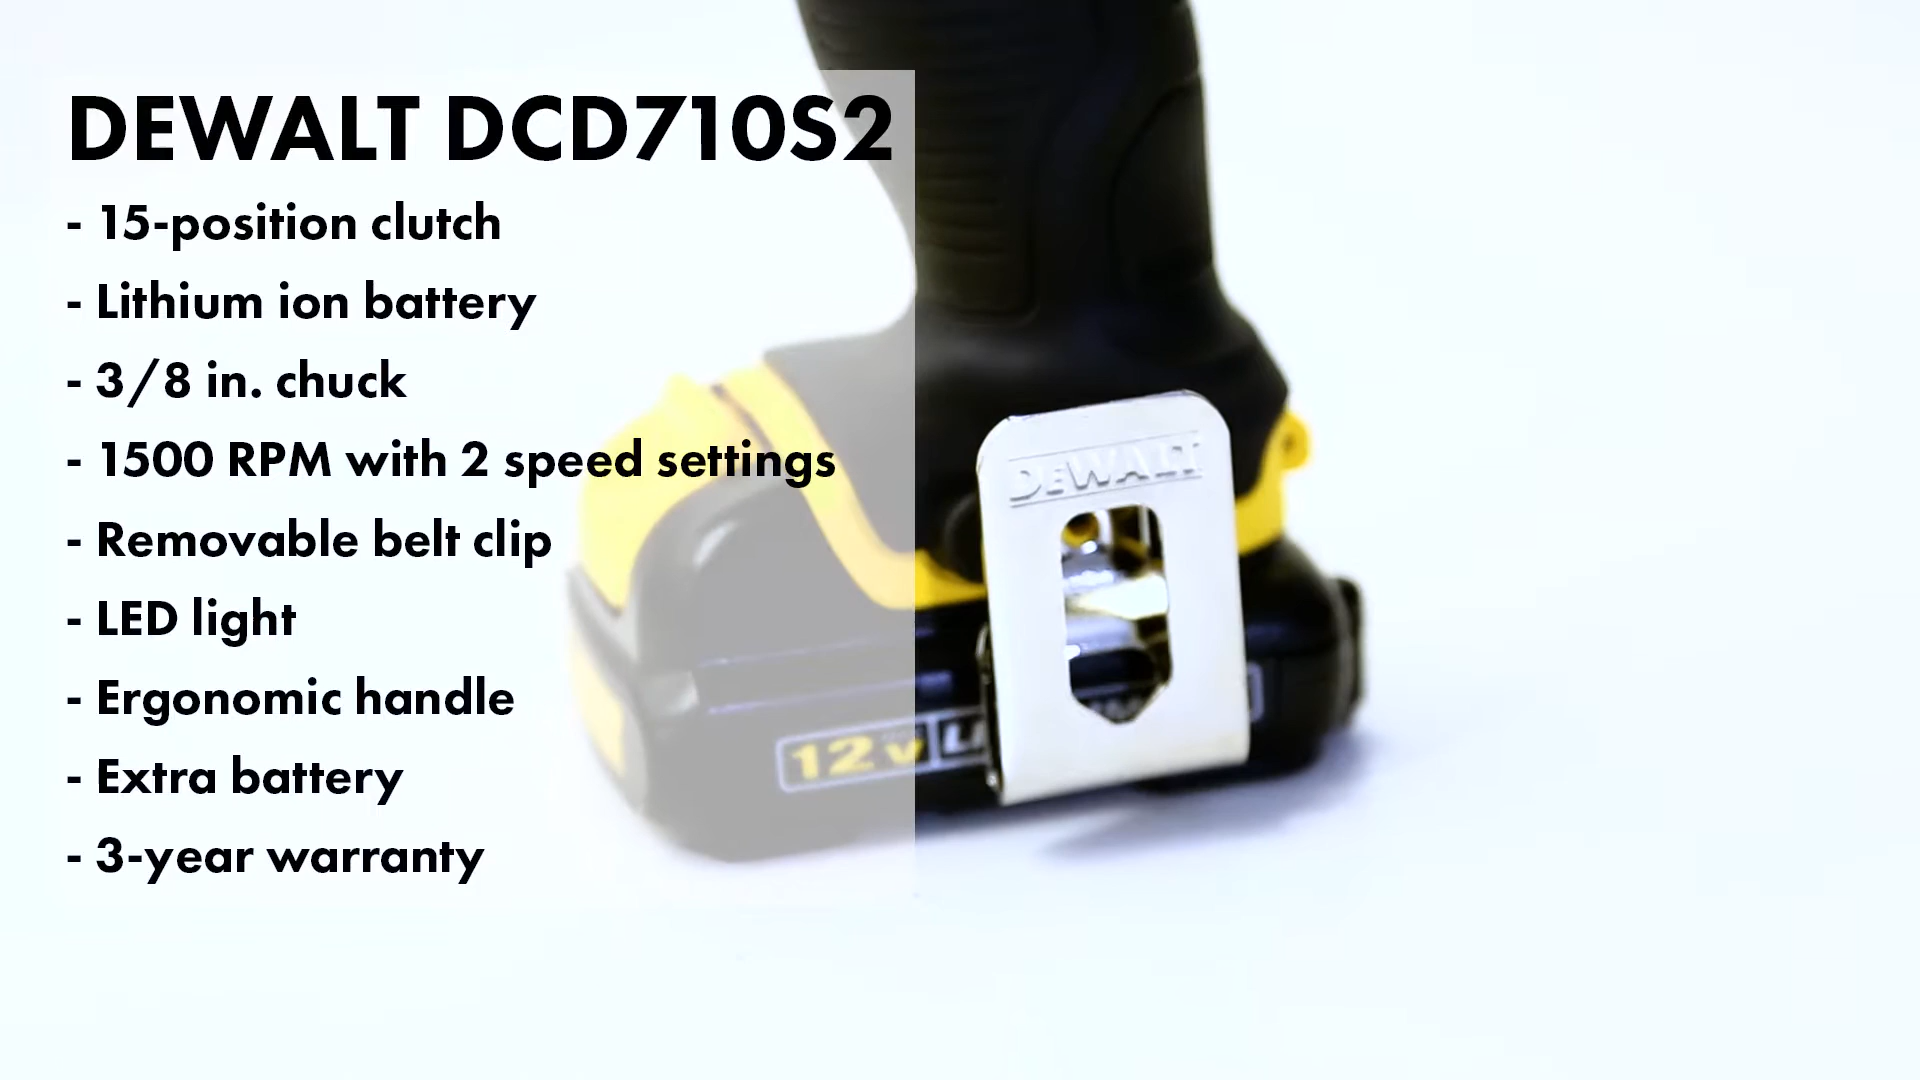 DEWALT DCD710S2
- 15-position clutch
- Lithium ion battery
- 3/8 in. chuck
- 1500 RPM with 2 speed settings
- Removable belt clip
- LED light
- Ergonomic handle
- Extra battery
- 3-year warranty
DEWALT
12v